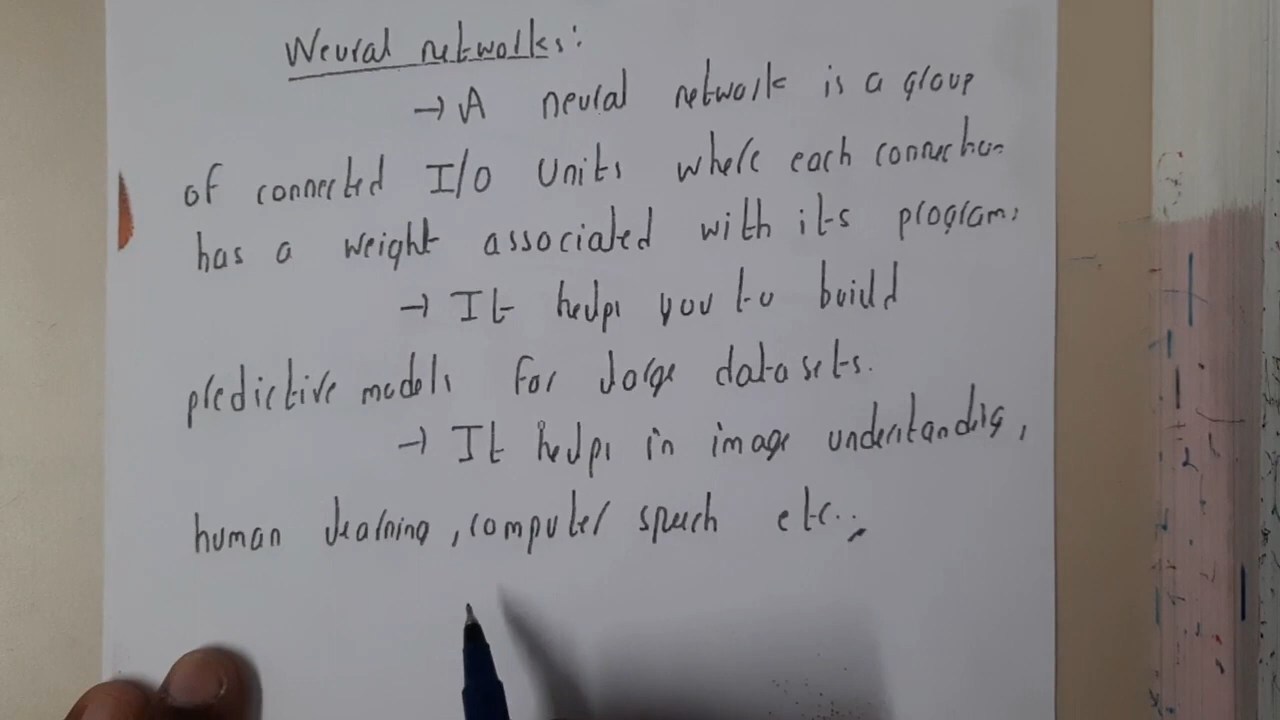 Neural networks:
→ A neural network is a group
of connected I/O Units where each connection
has a weight associated with its programs
→ It helps you to build
predictive models for large datasets.
→ It helps in image understanding,
human learning, computer speech etc..,